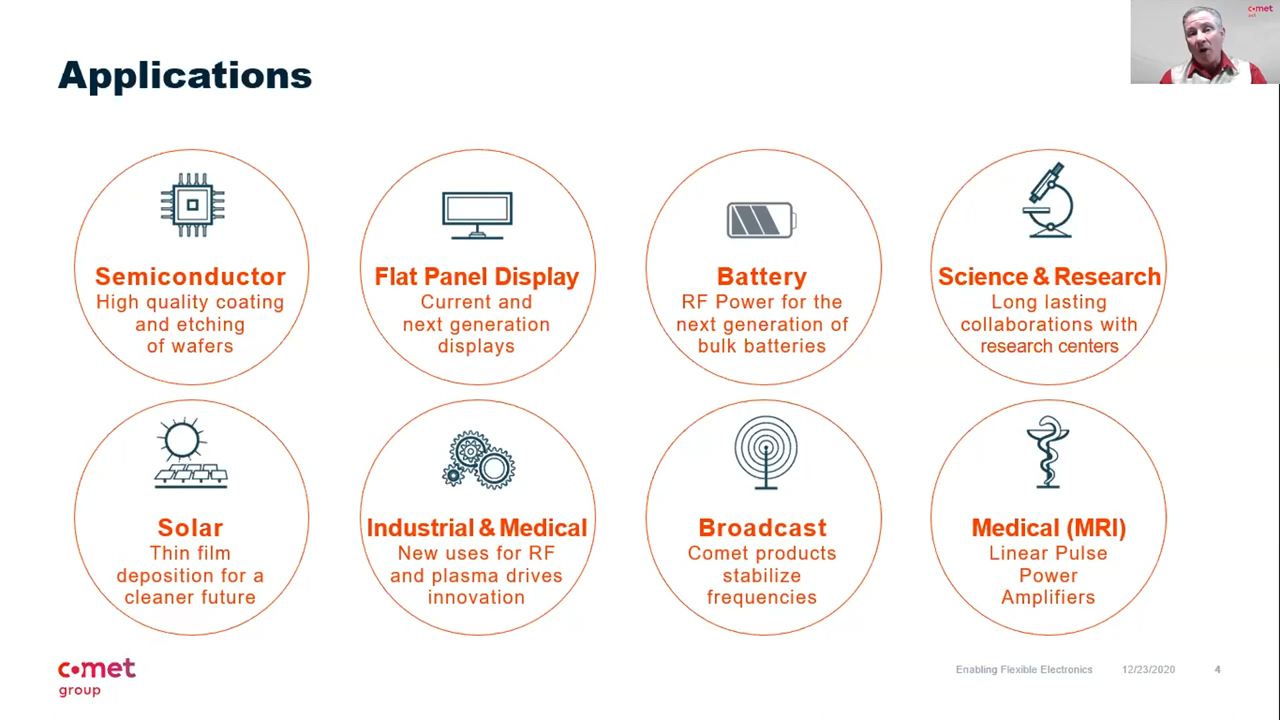 Applications
comet
Semiconductor
High quality coating
and etching
of wafers
Flat Panel Display
Current and
next generation
displays
Battery
RF Power for the
next generation of
bulk batteries
Science & Research
Long lasting
collaborations with
research centers
Solar
Thin film
deposition for a
cleaner future
Industrial & Medical
New uses for RF
and plasma drives
innovation
Broadcast
Comet products
stabilize
frequencies
Medical (MRI)
Linear Pulse
Power
Amplifiers
comet
group
Enabling Flexible Electronics 12/23/2020 4